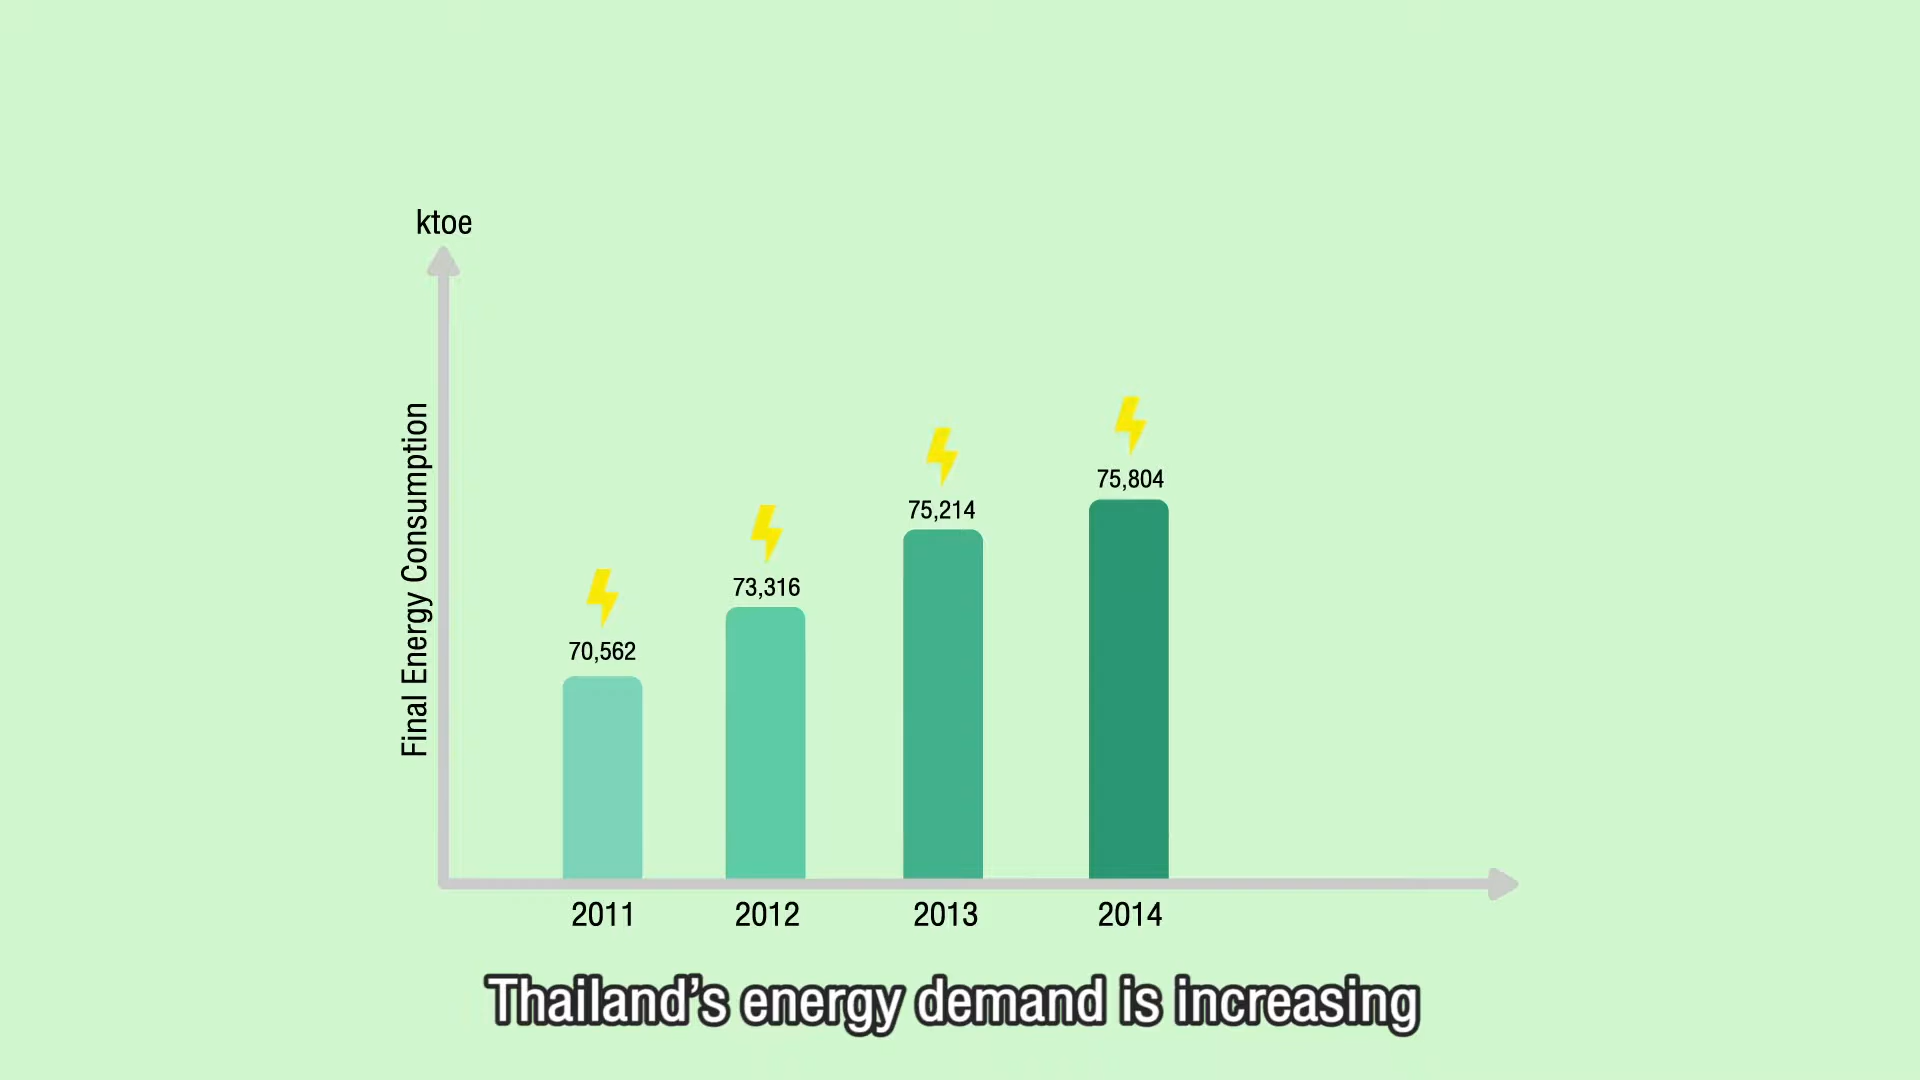 ktoe
Final Energy Consumption
70,562
73,316
75,214
75,804
2011
2012
2013
2014
Thailand's energy demand is increasing